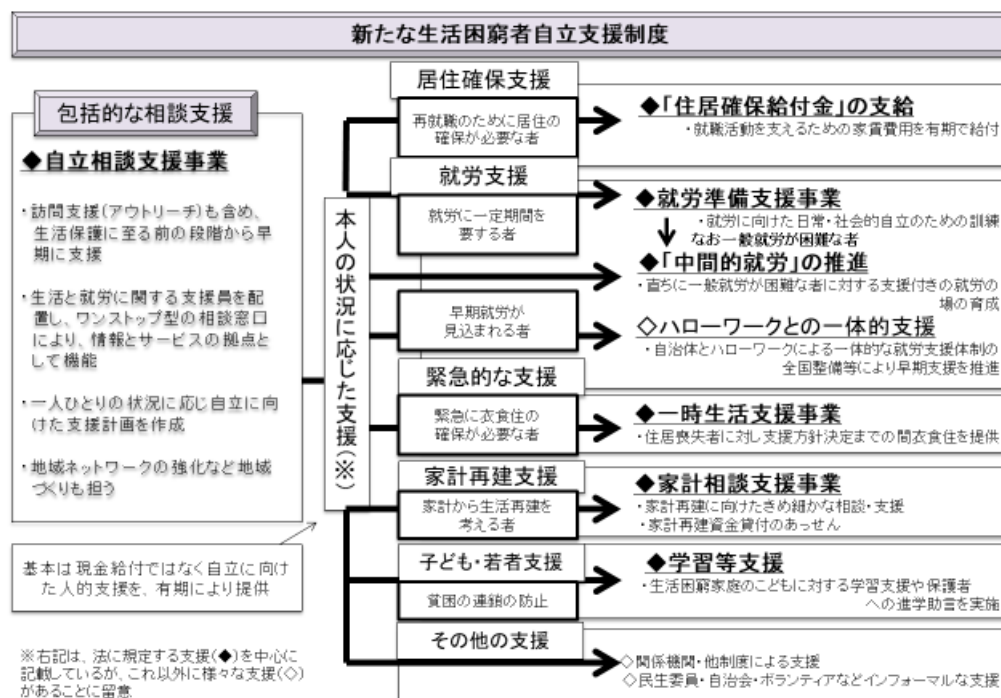 新たな生活困窮者自立支援制度
包括的な相談支援
◆自立相談支援事業
・訪問支援(アウトリーチ)も含め、
生活保護に至る前の段階から早
期に支援
・生活と就労に関する支援員を配
置し、ワンストップ型の相談窓口
により、情報とサービスの拠点と
して機能
・一人ひとりの状況に応じ自立に向
けた支援計画を作成
・地域ネットワークの強化など地域
づくりも担う
基本は現金給付ではなく自立に向け
た人的支援を、有期により提供
※右記は、法に規定する支援(◆)を中心に
記載しているが、これ以外に様々な支援(◇)
があることに留意
本人の状況に応じた支援(※)
居住確保支援
再就職のために居住の
確保が必要な者
◆「住居確保給付金」の支給
・就職活動を支えるための家賃費用を有期で給付
就労支援
就労に一定期間を
要する者
◆就労準備支援事業
・就労に向けた日常・社会的自立のための訓練
なお一般就労が困難な者
◆「中間的就労」の推進
・直ちに一般就労が困難な者に対する支援付きの就労の
場の育成
早期就労が
見込まれる者
◇ハローワークとの一体的支援
・自治体とハローワークによる一体的な就労支援体制の
全国整備等により早期支援を推進
緊急的な支援
緊急に衣食住の
確保が必要な者
◆一時生活支援事業
・住居喪失者に対し支援方針決定までの間衣食住を提供
家計再建支援
家計から生活再建を
考える者
◆家計相談支援事業
・家計再建に向けたきめ細かな相談・支援
・家計再建資金貸付のあっせん
子ども・若者支援
貧困の連鎖の防止
◆学習等支援
・生活困窮家庭のこどもに対する学習支援や保護者
への進学助言を実施
その他の支援
◇関係機関・他制度による支援
◇民生委員・自治会・ボランティアなどインフォーマルな支援